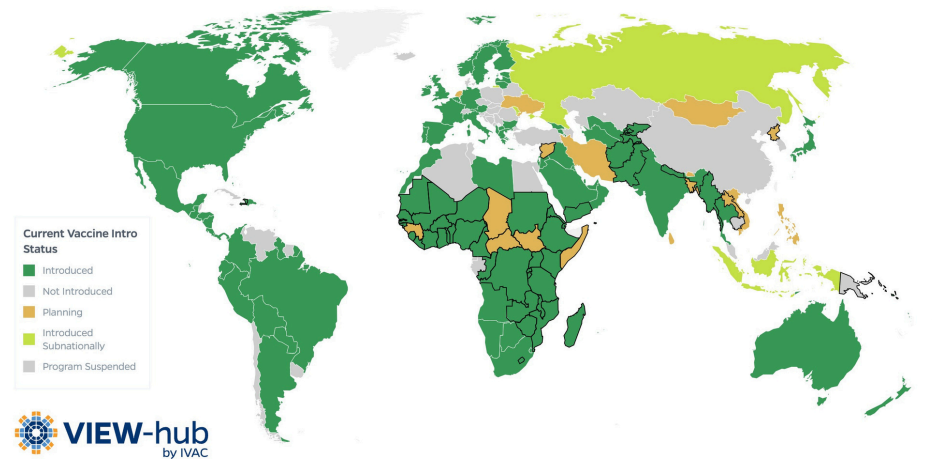 Current Vaccine Intro
Status
Introduced
Not Introduced
Planning
Introduced
Subnationally
Program Suspended
VIEW-hub
by IVAC